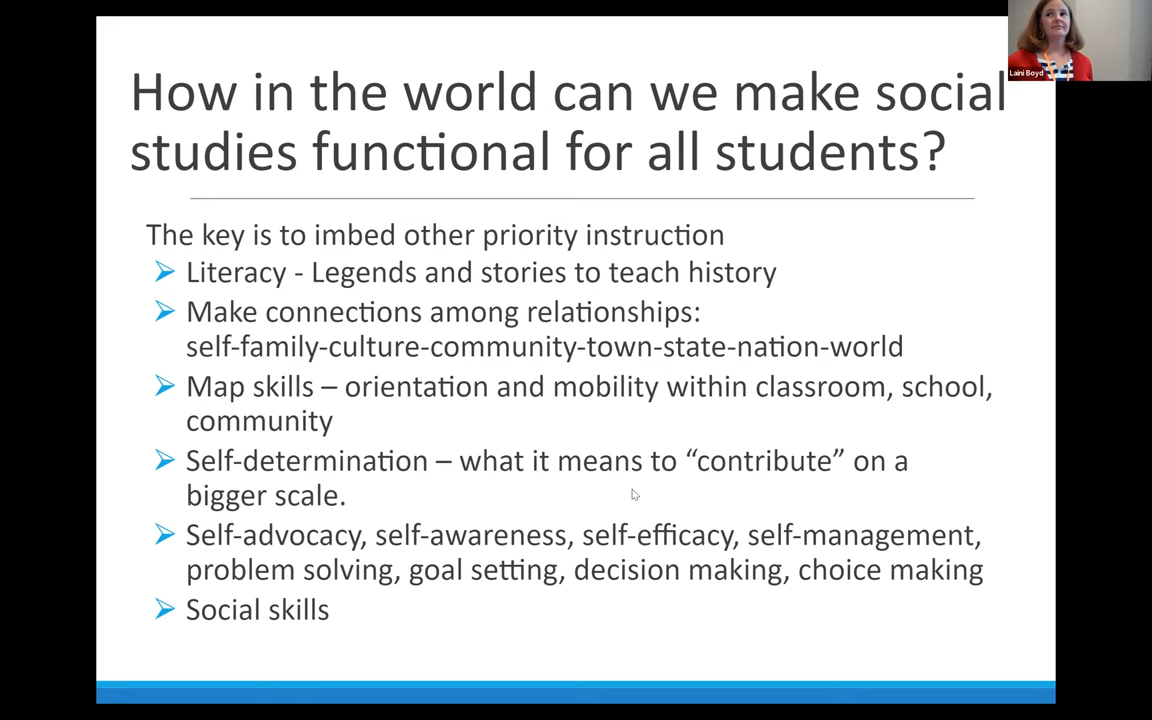 How in the world can we make social
studies functional for all students?
The key is to imbed other priority instruction
Literacy - Legends and stories to teach history
Make connections among relationships:
self-family-culture-community-town-state-nation-world
Map skills – orientation and mobility within classroom, school,
community
Self-determination – what it means to “contribute” on a
bigger scale.
Self-advocacy, self-awareness, self-efficacy, self-management,
problem solving, goal setting, decision making, choice making
Social skills
Laini Boyd